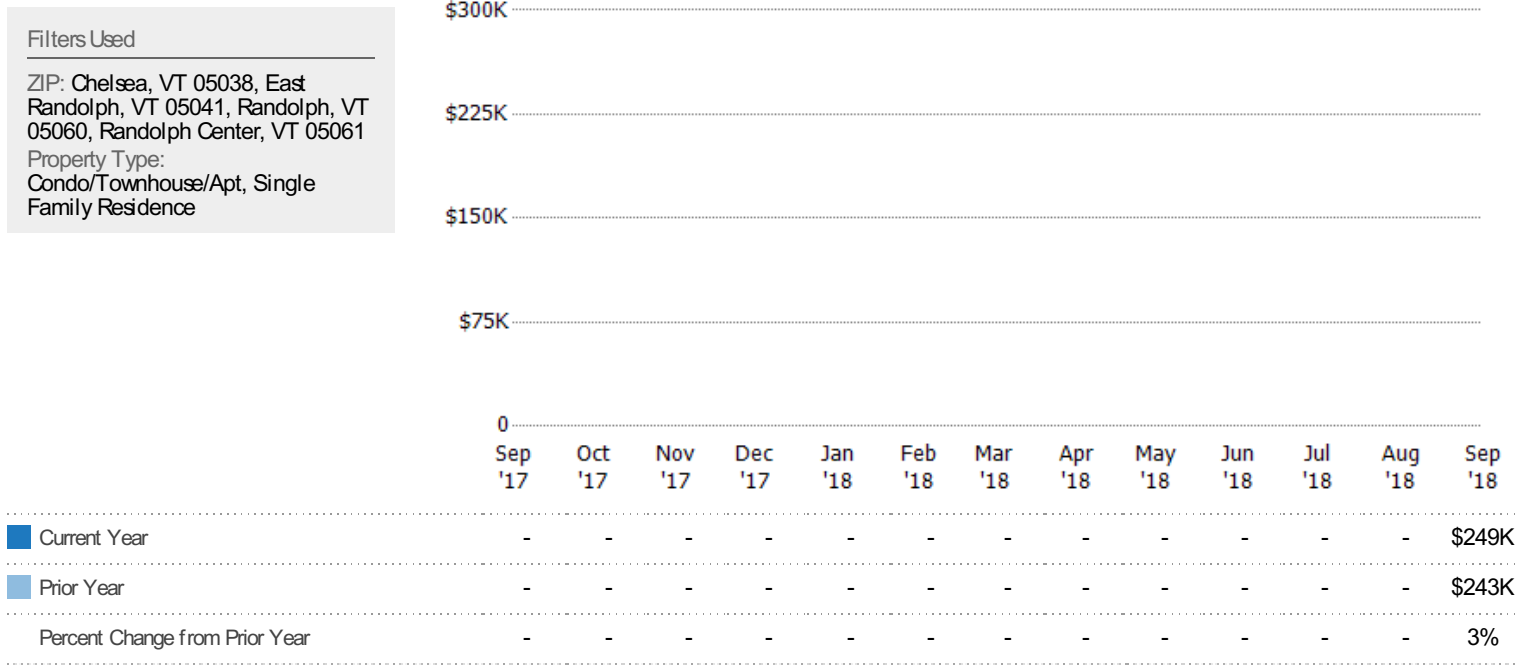 Filters Used
ZIP: Chelsea, VT 05038, East
Randolph, VT 05041, Randolph, VT
05060, Randolph Center, VT 05061
Property Type:
Condo/Townhouse/Apt, Single
Family Residence
$300K
$225K
$150K
$75K
0
Sep Oct Nov Dec Jan Feb Mar Apr May Jun Jul Aug Sep
'17 '17 '17 '17 '18 '18 '18 '18 '18 '18 '18 '18 '18
Current Year - - - - - - - - - - - - $249K
Prior Year - - - - - - - - - - - - $243K
Percent Change from Prior Year - - - - - - - - - - - - 3%